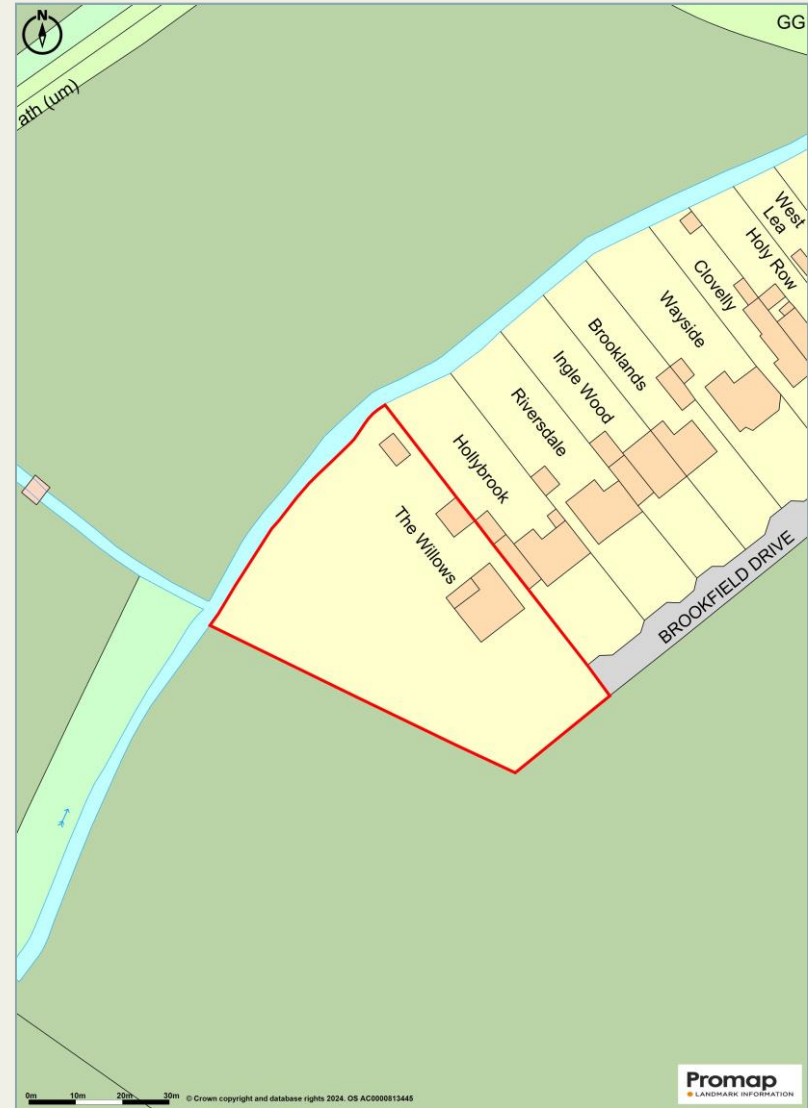 N
GG
ath (um)
West
Lea
Holy Row
Clovelly
Wayside
Brooklands
Ingle Wood
Riversdale
Hollybrook
The Willows
BROOKFIELD DRIVE
0m 10m 20m 30m © Crown copyright and database rights 2024. OS AC0000813445
Promap
LANDMARK INFORMATION